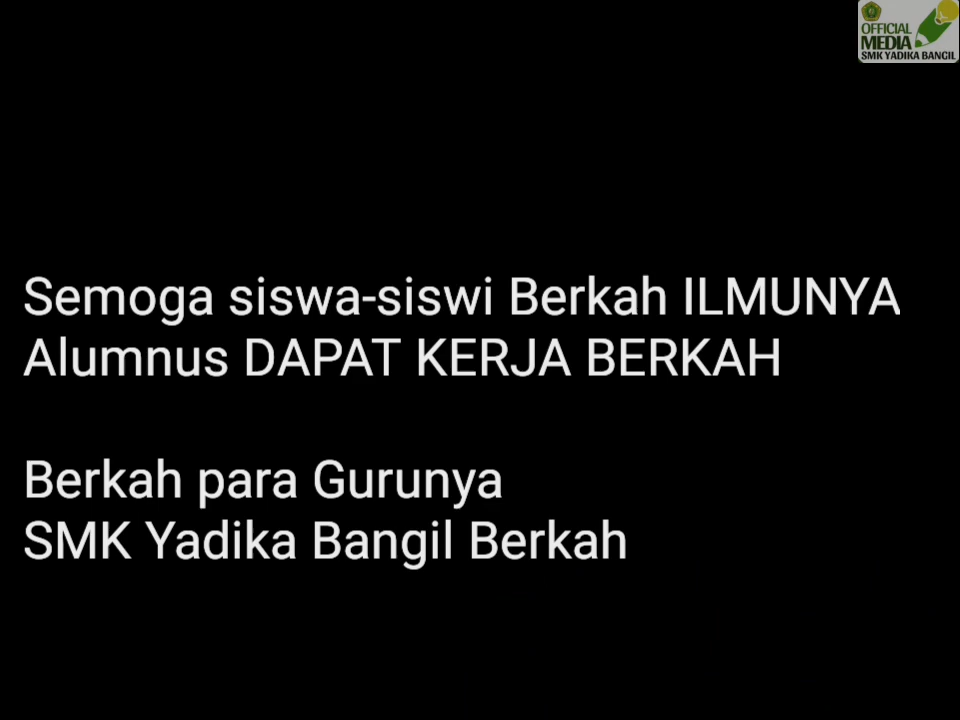 OFFICIAL
MEDIA
SMK YADIKA BANGIL
Semoga siswa-siswi Berkah ILMUNYA
Alumnus DAPAT KERJA BERKAH
Berkah para Gurunya
SMK Yadika Bangil Berkah